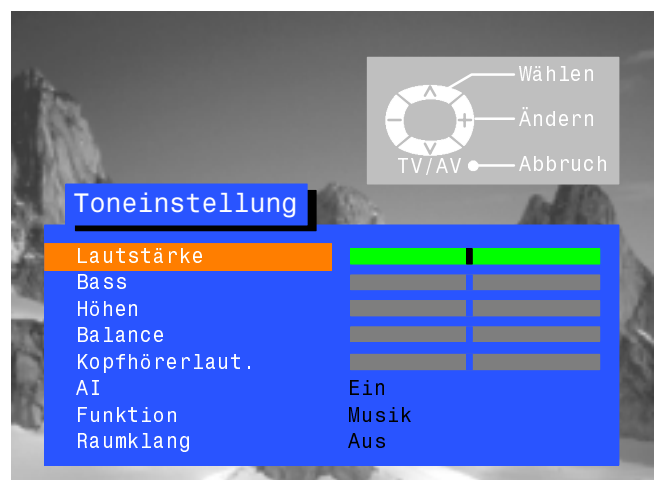 Wählen
Ändern
TV/AV Abbruch
Toneinstellung
Lautstärke
Bass
Höhen
Balance
Kopfhörerlaut.
AI Ein
Funktion Musik
Raumklang Aus